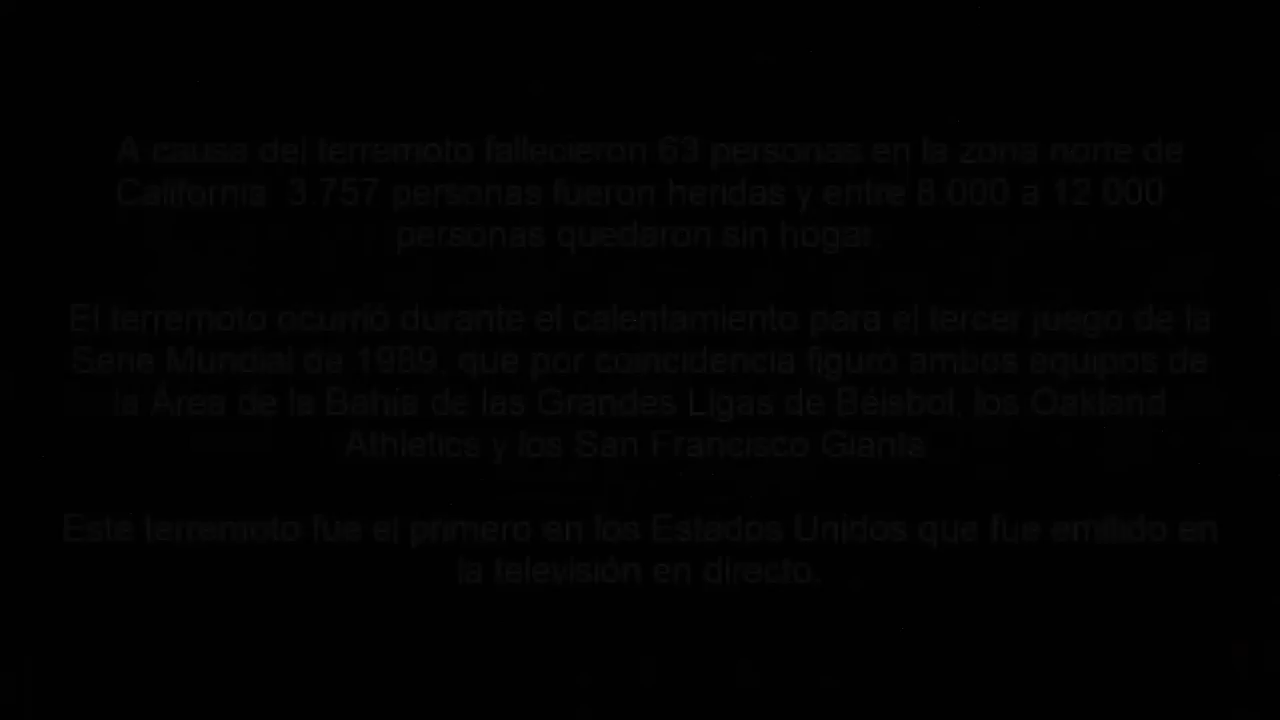 A causa del terremoto fallecieron 63 personas en la zona norte de
California, 3.757 personas fueron heridas y entre 8.000 a 12.000
personas quedaron sin hogar.
El terremoto ocurrió durante el calentamiento para el tercer juego de la
Serie Mundial de 1989, que por coincidencia figuró ambos equipos de
la Área de la Bahía de las Grandes Ligas de Béisbol, los Oakland
Athletics y los San Francisco Giants
Este terremoto fue el primero en los Estados Unidos que fue emitido en
la televisión en directo.